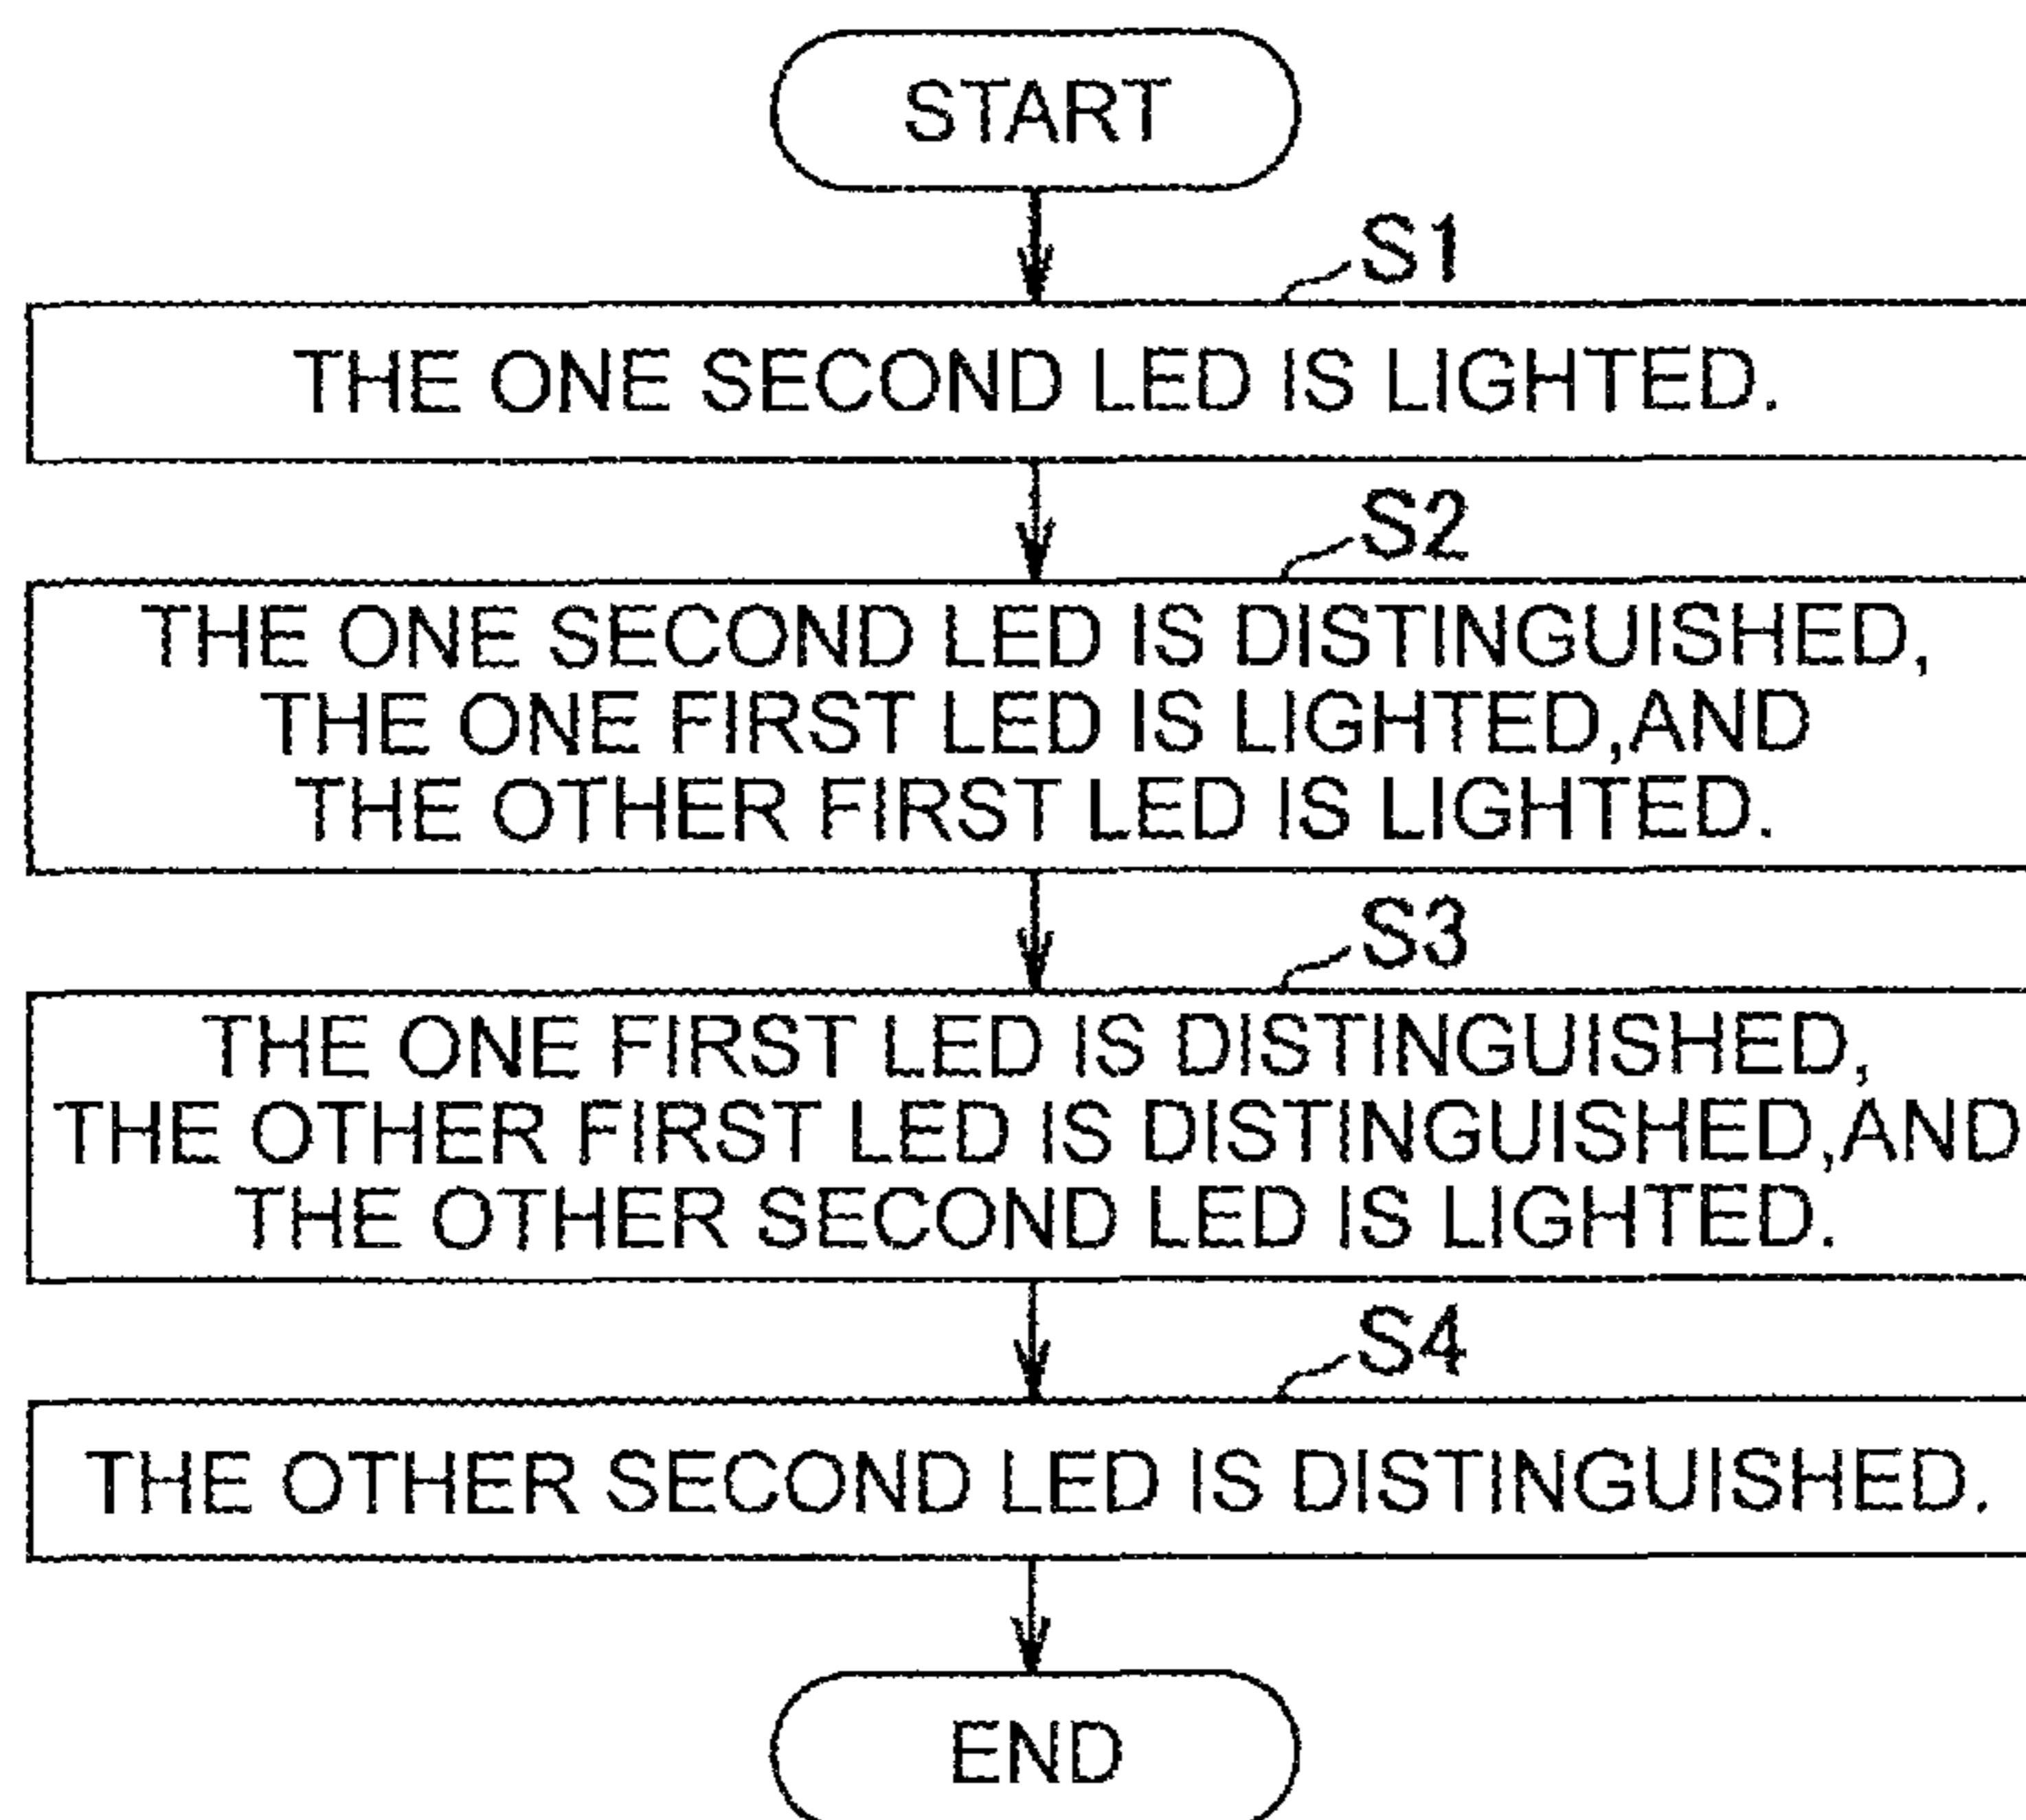 START
S1
THE ONE SECOND LED IS LIGHTED.
S2
THE ONE SECOND LED IS DISTINGUISHED,
THE ONE FIRST LED IS LIGHTED,AND
THE OTHER FIRST LED IS LIGHTED.
S3
THE ONE FIRST LED IS DISTINGUISHED,
THE OTHER FIRST LED IS DISTINGUISHED,AND
THE OTHER SECOND LED IS LIGHTED.
S4
THE OTHER SECOND LED IS DISTINGUISHED.
END